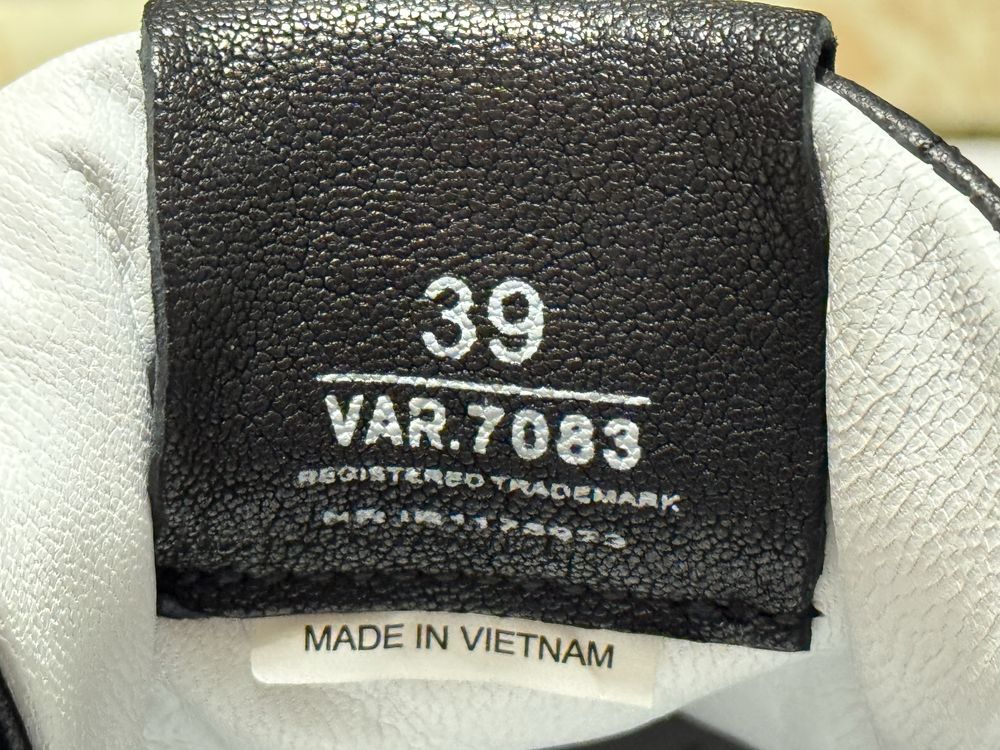 39
VAR.7083
REGISTERED TRADEMARK
MADE IN VIETNAM